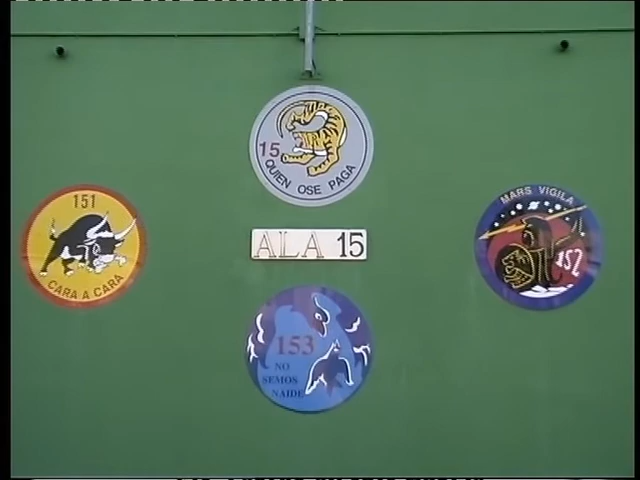 15
QUIEN OSE PAGA
151
CARA A CARA
ALA 15
MARS VIGILA
152
153
NO
SEMOS
NAIDE